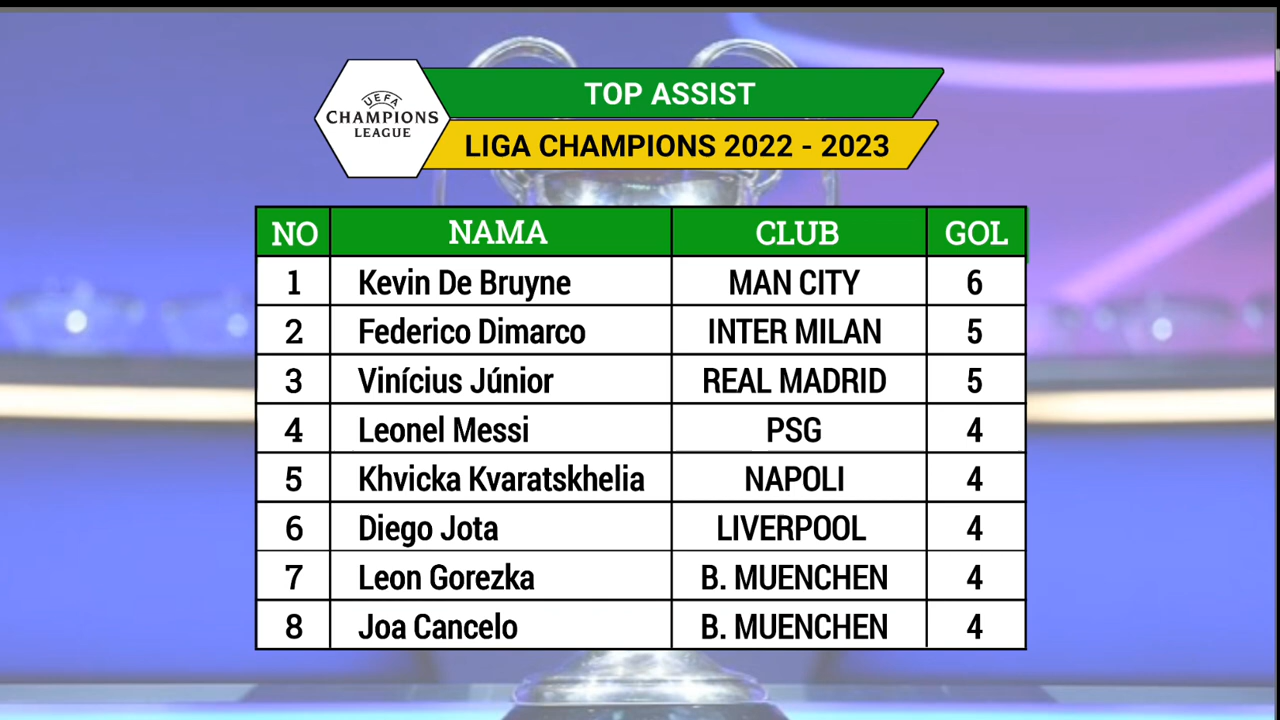 UEFA
CHAMPIONS
LEAGUE
TOP ASSIST
LIGA CHAMPIONS 2022 - 2023
NO NAMA CLUB GOL
1 Kevin De Bruyne MAN CITY 6
2 Federico Dimarco INTER MILAN 5
3 Vinícius Júnior REAL MADRID 5
4 Leonel Messi PSG 4
5 Khvicka Kvaratskhelia NAPOLI 4
6 Diego Jota LIVERPOOL 4
7 Leon Gorezka B. MUENCHEN 4
8 Joa Cancelo B. MUENCHEN 4